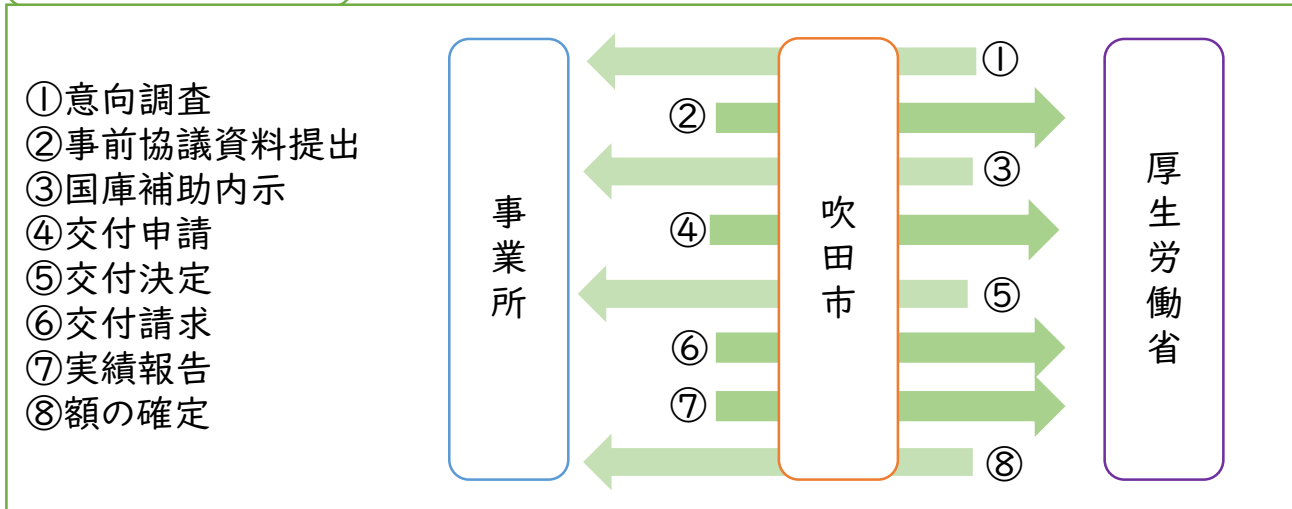 ①意向調査
②事前協議資料提出
③国庫補助内示
④交付申請
⑤交付決定
⑥交付請求
⑦実績報告
⑧額の確定
事業所
吹田市
厚生労働省
①
②
③
④
⑤
⑥
⑦
⑧